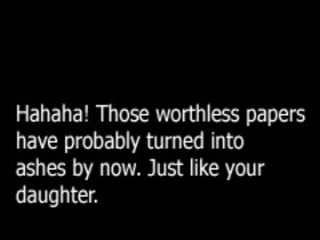 Hahaha! Those worthless papers
have probably turned into
ashes by now. Just like your
daughter.